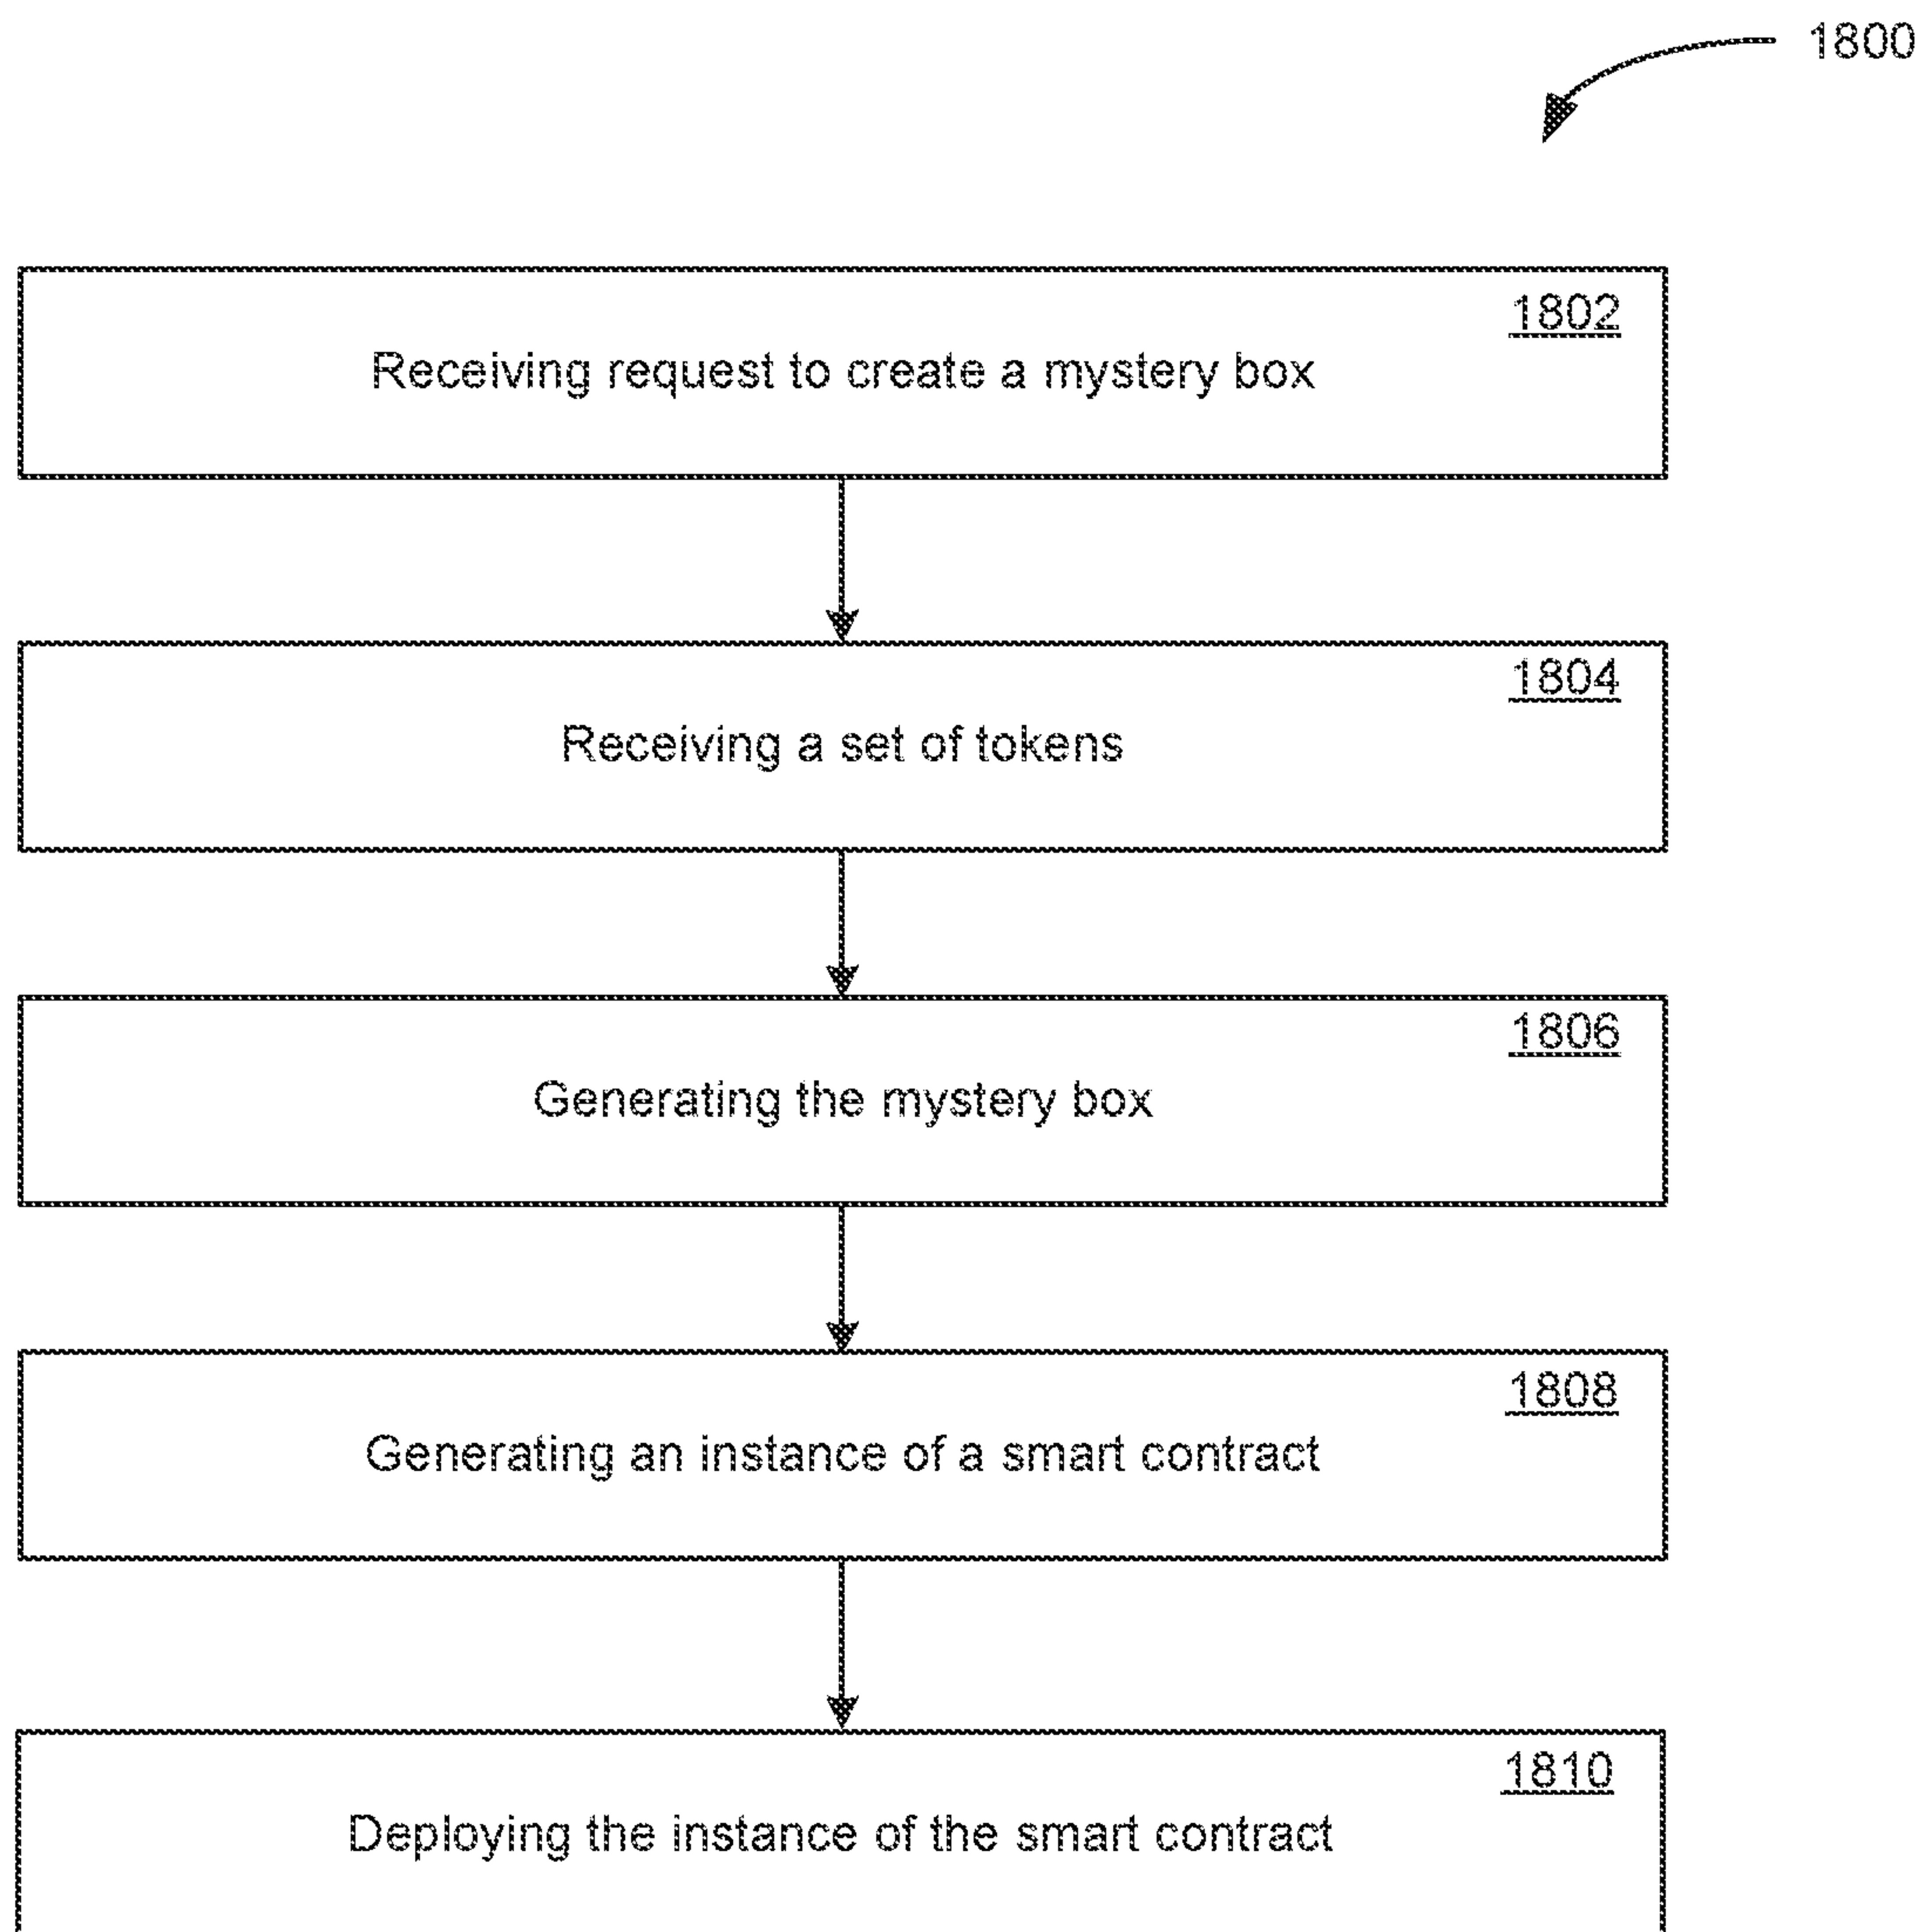 1800
1802
Receiving request to create a mystery box
1804
Receiving a set of tokens
1806
Generating the mystery box
1808
Generating an instance of a smart contract
1810
Deploying the instance of the smart contract